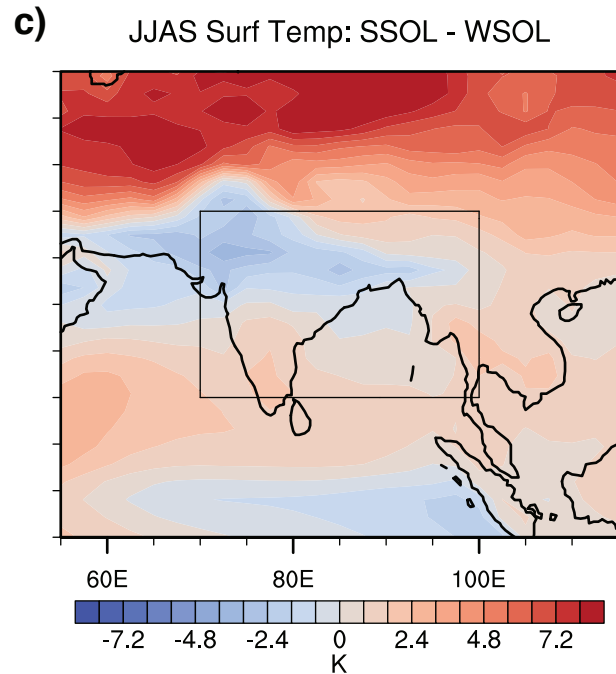 c)
JJAS Surf Temp: SSOL - WSOL
60E 80E 100E
-7.2 -4.8 -2.4 0 2.4 4.8 7.2
K